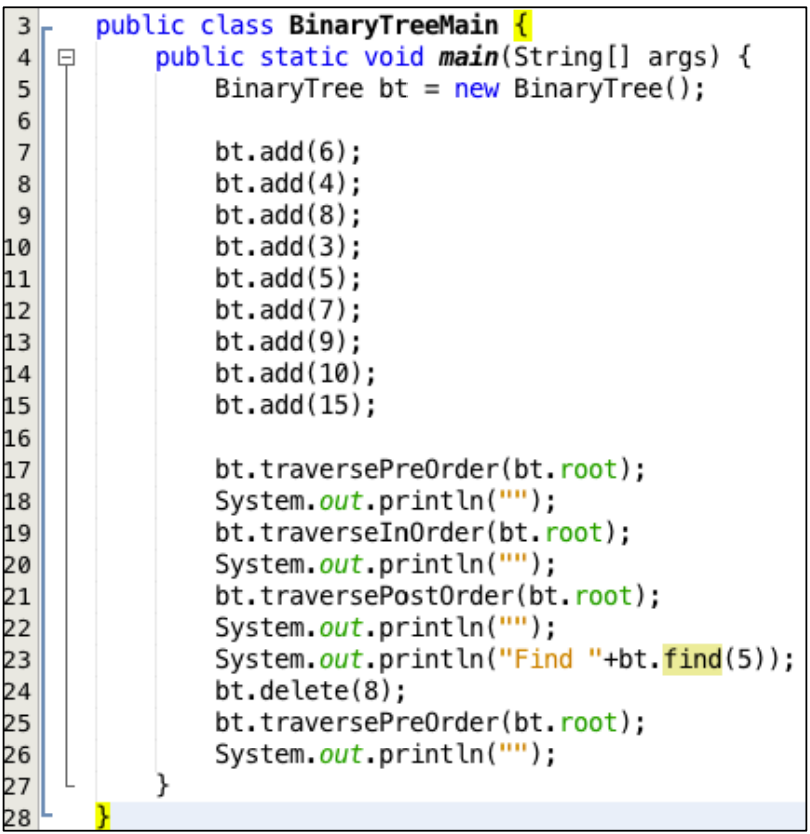 3 public class BinaryTreeMain {
4 public static void main(String[] args) {
5 BinaryTree bt = new BinaryTree();
6
7 bt.add(6);
8 bt.add(4);
9 bt.add(8);
10 bt.add(3);
11 bt.add(5);
12 bt.add(7);
13 bt.add(9);
14 bt.add(10);
15 bt.add(15);
16
17 bt.traversePreOrder(bt.root);
18 System.out.println("");
19 bt.traverseInOrder(bt.root);
20 System.out.println("");
21 bt.traversePostOrder(bt.root);
22 System.out.println("");
23 System.out.println("Find "+bt.find(5));
24 bt.delete(8);
25 bt.traversePreOrder(bt.root);
26 System.out.println("");
27 }
28 }